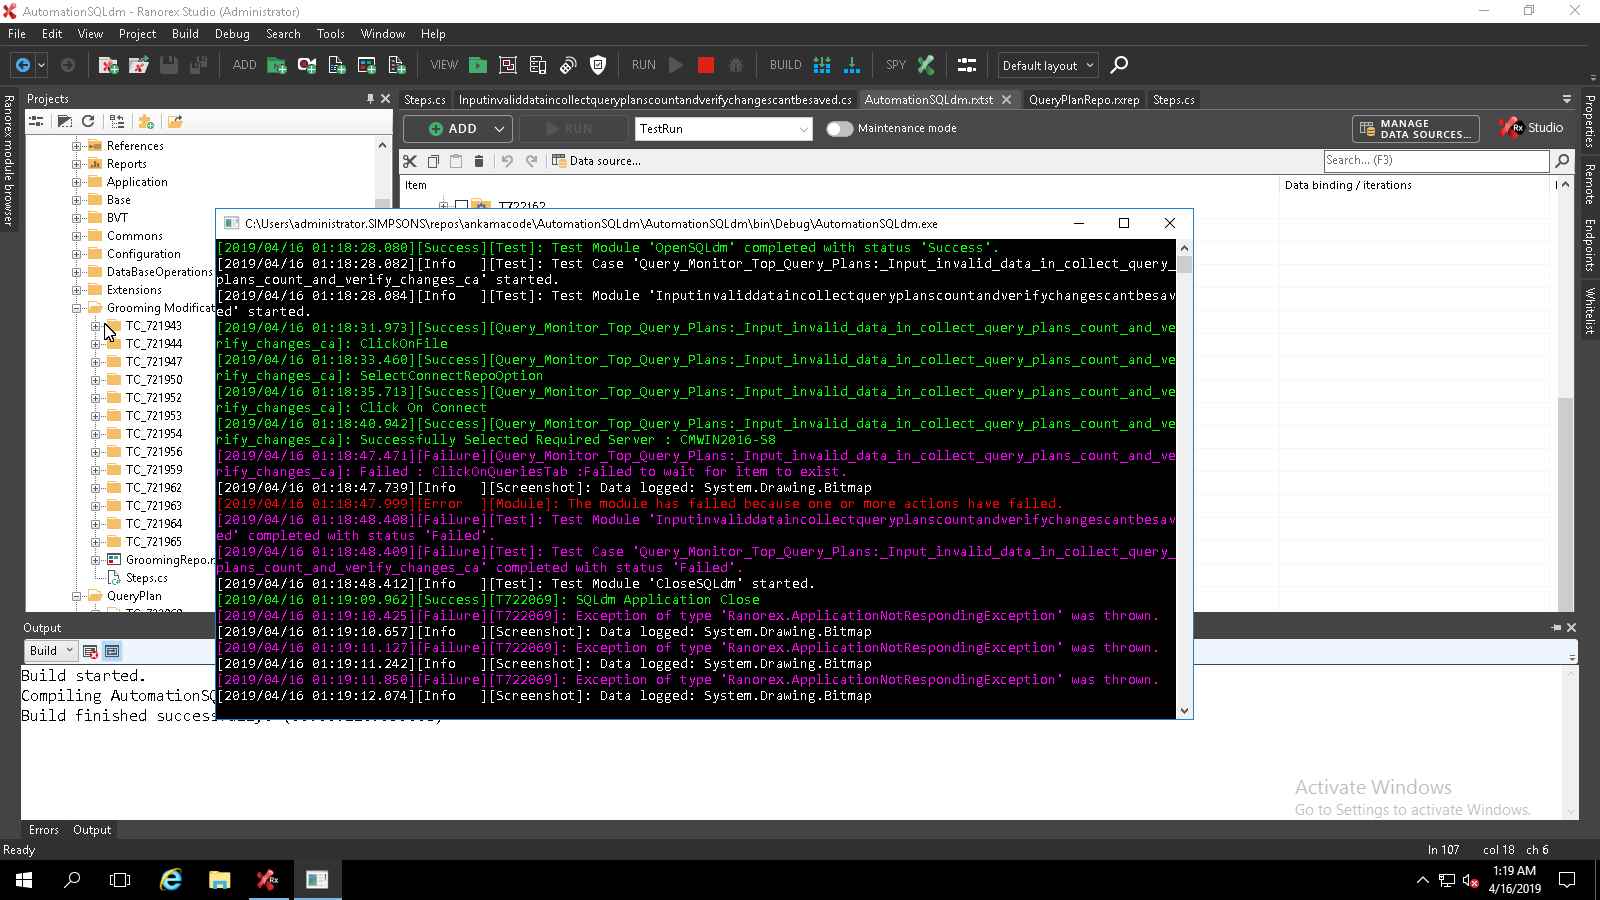 AutomationSQLdm - Ranorex Studio (Administrator)
File Edit View Project Build Debug Search Tools Window Help
ADD VIEW RUN BUILD SPY Default layout
Ranorex module browser
Projects
References
Reports
Application
Base
BVT
Commons
Configuration
DataBaseOperations
Extensions
Grooming Modificat
TC_721943
TC_721944
TC_721947
TC_721950
TC_721952
TC_721953
TC_721954
TC_721956
TC_721959
TC_721962
TC_721963
TC_721964
TC_721965
GroomingRepo.r
Steps.cs
QueryPlan
Steps.cs Inputinvaliddataincollectqueryplanscountandverifychangescantbesaved.cs AutomationSQLdm.rxtst QueryPlanRepo.rxrep Steps.cs
ADD RUN TestRun Maintenance mode MANAGE DATA SOURCES... Rx Studio
Data source... Search... (F3)
Item Data binding / iterations
T722162
Properties
Remote Endpoints
Whitelist
C:\Users\administrator.SIMPSONS\repos\ankamacode\AutomationSQLdm\AutomationSQLdm\bin\Debug\AutomationSQLdm.exe
[2019/04/16 01:18:28.080][Success][Test]: Test Module 'OpenSQLdm' completed with status 'Success'.
[2019/04/16 01:18:28.082][Info   ][Test]: Test Case 'Query_Monitor_Top_Query_Plans:_Input_invalid_data_in_collect_query_
plans_count_and_verify_changes_ca' started.
[2019/04/16 01:18:28.084][Info   ][Test]: Test Module 'Inputinvaliddataincollectqueryplanscountandverifychangescantbesav
ed' started.
[2019/04/16 01:18:31.973][Success][Query_Monitor_Top_Query_Plans:_Input_invalid_data_in_collect_query_plans_count_and_ve
rify_changes_ca]: ClickOnFile
[2019/04/16 01:18:33.460][Success][Query_Monitor_Top_Query_Plans:_Input_invalid_data_in_collect_query_plans_count_and_ve
rify_changes_ca]: SelectConnectRepoOption
[2019/04/16 01:18:35.713][Success][Query_Monitor_Top_Query_Plans:_Input_invalid_data_in_collect_query_plans_count_and_ve
rify_changes_ca]: Click On Connect
[2019/04/16 01:18:40.942][Success][Query_Monitor_Top_Query_Plans:_Input_invalid_data_in_collect_query_plans_count_and_ve
rify_changes_ca]: Successfully Selected Required Server : CMWIN2016-S8
[2019/04/16 01:18:47.471][Failure][Query_Monitor_Top_Query_Plans:_Input_invalid_data_in_collect_query_plans_count_and_ve
rify_changes_ca]: Failed : ClickOnQueriesTab :Failed to wait for item to exist.
[2019/04/16 01:18:47.739][Info   ][Screenshot]: Data logged: System.Drawing.Bitmap
[2019/04/16 01:18:47.999][Error  ][Module]: The module has failed because one or more actions have failed.
[2019/04/16 01:18:48.408][Failure][Test]: Test Module 'Inputinvaliddataincollectqueryplanscountandverifychangescantbesav
ed' completed with status 'Failed'.
[2019/04/16 01:18:48.409][Failure][Test]: Test Case 'Query_Monitor_Top_Query_Plans:_Input_invalid_data_in_collect_query_
plans_count_and_verify_changes_ca' completed with status 'Failed'.
[2019/04/16 01:18:48.412][Info   ][Test]: Test Module 'CloseSQLdm' started.
[2019/04/16 01:19:09.962][Success][T722069]: SQLdm Application Close
[2019/04/16 01:19:10.425][Failure][T722069]: Exception of type 'Ranorex.ApplicationNotRespondingException' was thrown.
[2019/04/16 01:19:10.657][Info   ][Screenshot]: Data logged: System.Drawing.Bitmap
[2019/04/16 01:19:11.127][Failure][T722069]: Exception of type 'Ranorex.ApplicationNotRespondingException' was thrown.
[2019/04/16 01:19:11.242][Info   ][Screenshot]: Data logged: System.Drawing.Bitmap
[2019/04/16 01:19:11.850][Failure][T722069]: Exception of type 'Ranorex.ApplicationNotRespondingException' was thrown.
[2019/04/16 01:19:12.074][Info   ][Screenshot]: Data logged: System.Drawing.Bitmap
Output
Build
Build started.
Compiling AutomationSQ
Build finished successfully.
Activate Windows
Go to Settings to activate Windows.
Errors Output
Ready ln 107 col 18 ch 6
1:19 AM
4/16/2019